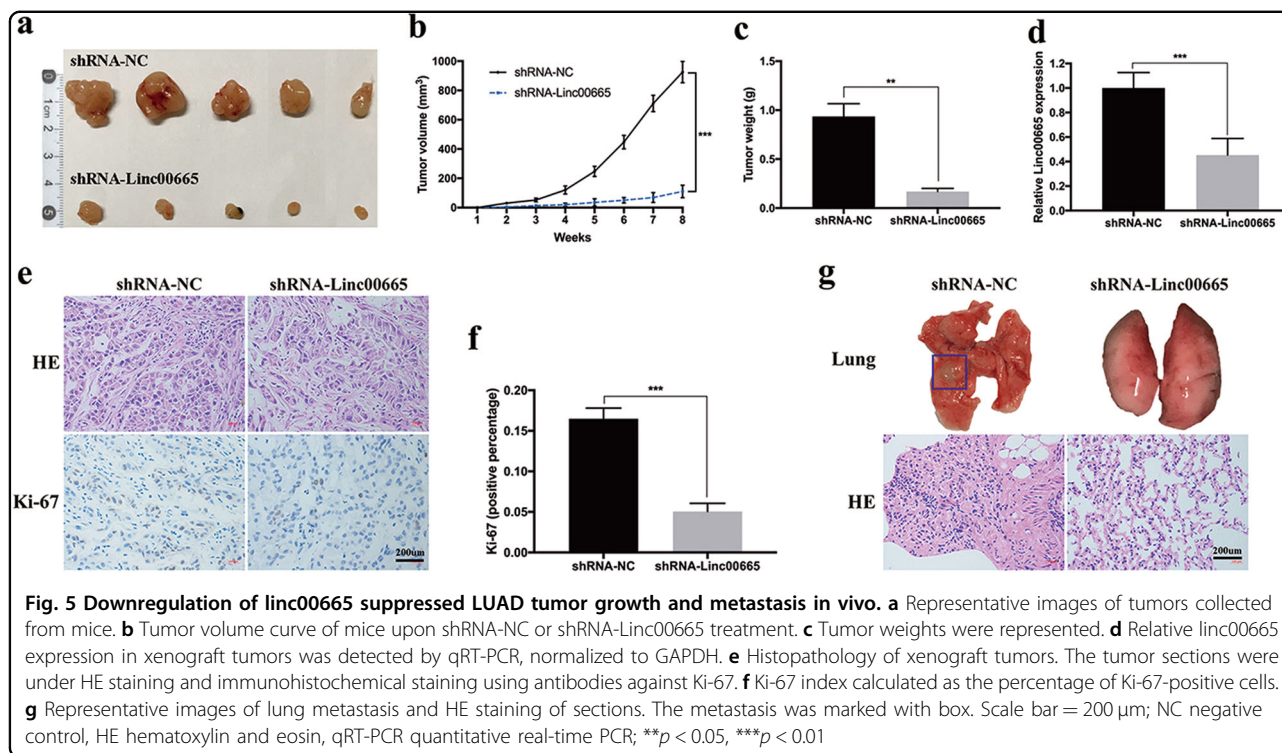 a
shRNA-NC
0
1cm
2
3
4
5
shRNA-Linc00665
b
Tumor volume (mm³)
1000
800
600
400
200
0
1 2 3 4 5 6 7 8
Weeks
shRNA-NC
shRNA-Linc00665
***
c
Tumor weight (g)
1.5
1.0
0.5
0.0
**
shRNA-NC shRNA-Linc00665
d
Relative Linc00665 expression
1.2
1.0
0.8
0.6
0.4
0.2
0.0
***
shRNA-NC shRNA-Linc00665
e
shRNA-NC shRNA-Linc00665
HE
Ki-67
200um
f
Ki-67 (positive percentage)
0.20
0.15
0.10
0.05
0.00
***
shRNA-NC shRNA-Linc00665
g
shRNA-NC shRNA-Linc00665
Lung
HE
200um
Fig. 5 Downregulation of linc00665 suppressed LUAD tumor growth and metastasis in vivo. a Representative images of tumors collected
from mice. b Tumor volume curve of mice upon shRNA-NC or shRNA-Linc00665 treatment. c Tumor weights were represented. d Relative linc00665
expression in xenograft tumors was detected by qRT-PCR, normalized to GAPDH. e Histopathology of xenograft tumors. The tumor sections were
under HE staining and immunohistochemical staining using antibodies against Ki-67. f Ki-67 index calculated as the percentage of Ki-67-positive cells.
g Representative images of lung metastasis and HE staining of sections. The metastasis was marked with box. Scale bar = 200 μm; NC negative
control, HE hematoxylin and eosin, qRT-PCR quantitative real-time PCR; **p < 0.05, ***p < 0.01